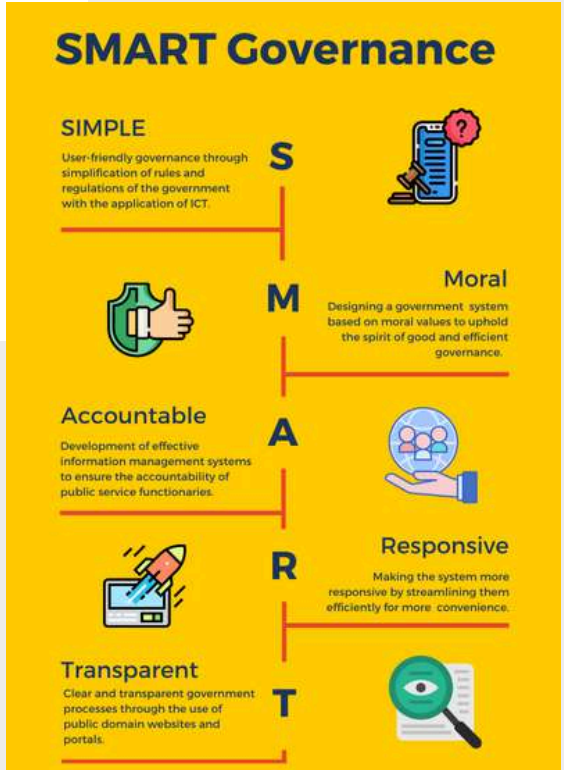 SMART Governance
SIMPLE
User-friendly governance through
simplification of rules and
regulations of the government
with the application of ICT.
S
?
M
Moral
Designing a government system
based on moral values to uphold
the spirit of good and efficient
governance.
Accountable
Development of effective
information management systems
to ensure the accountability of
public service functionaries.
A
R
Responsive
Making the system more
responsive by streamlining them
efficiently for more convenience.
Transparent
Clear and transparent government
processes through the use of
public domain websites and
portals.
T